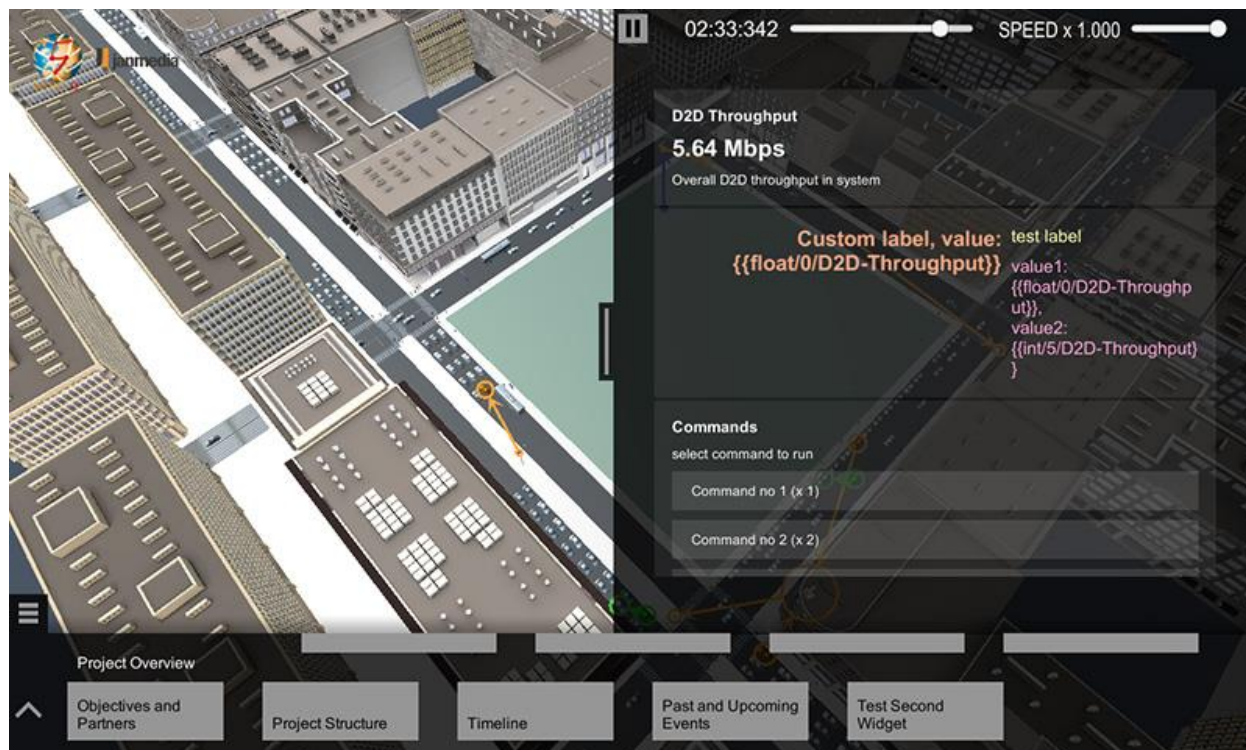 7
janmedia
02:33:342
SPEED x 1.000
D2D Throughput
5.64 Mbps
Overall D2D throughput in system
Custom label, value:
{{float/0/D2D-Throughput}}
test label
value1:
{{float/0/D2D-Throughp
ut}},
value2:
{{int/5/D2D-Throughput}
}
Commands
select command to run
Command no 1 (x 1)
Command no 2 (x 2)
Project Overview
Objectives and
Partners
Project Structure
Timeline
Past and Upcoming
Events
Test Second
Widget